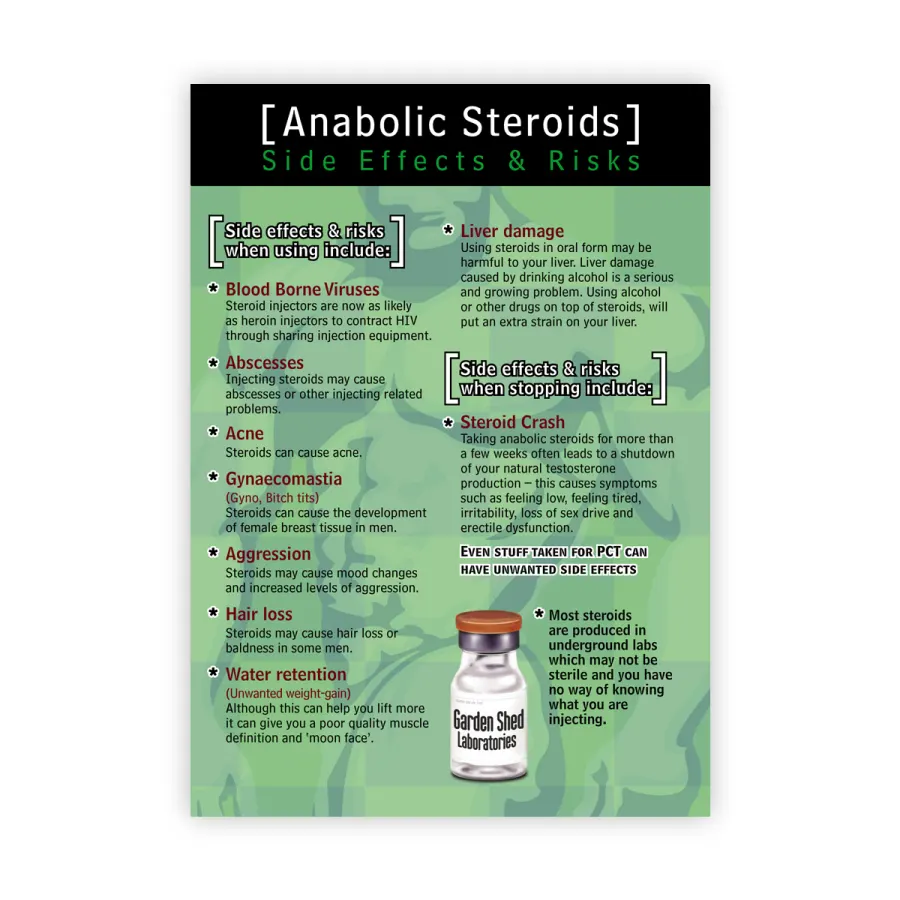 [Anabolic Steroids]
Side Effects & Risks
[Side effects & risks
when using include:]
* Blood Borne Viruses
Steroid injectors are now as likely
as heroin injectors to contract HIV
through sharing injection equipment.
* Abscesses
Injecting steroids may cause
abscesses or other injecting related
problems.
* Acne
Steroids can cause acne.
* Gynaecomastia
(Gyno, Bitch tits)
Steroids can cause the development
of female breast tissue in men.
* Aggression
Steroids may cause mood changes
and increased levels of aggression.
* Hair loss
Steroids may cause hair loss or
baldness in some men.
* Water retention
(Unwanted weight-gain)
Although this can help you lift more
it can give you a poor quality muscle
definition and 'moon face'.
* Liver damage
Using steroids in oral form may be
harmful to your liver. Liver damage
caused by drinking alcohol is a serious
and growing problem. Using alcohol
or other drugs on top of steroids, will
put an extra strain on your liver.
[Side effects & risks
when stopping include:]
* Steroid Crash
Taking anabolic steroids for more than
a few weeks often leads to a shutdown
of your natural testosterone
production – this causes symptoms
such as feeling low, feeling tired,
irritability, loss of sex drive and
erectile dysfunction.
EVEN STUFF TAKEN FOR PCT CAN
HAVE UNWANTED SIDE EFFECTS
* Most steroids
are produced in
underground labs
which may not be
sterile and you have
no way of knowing
what you are
injecting.
Garden Shed
Laboratories